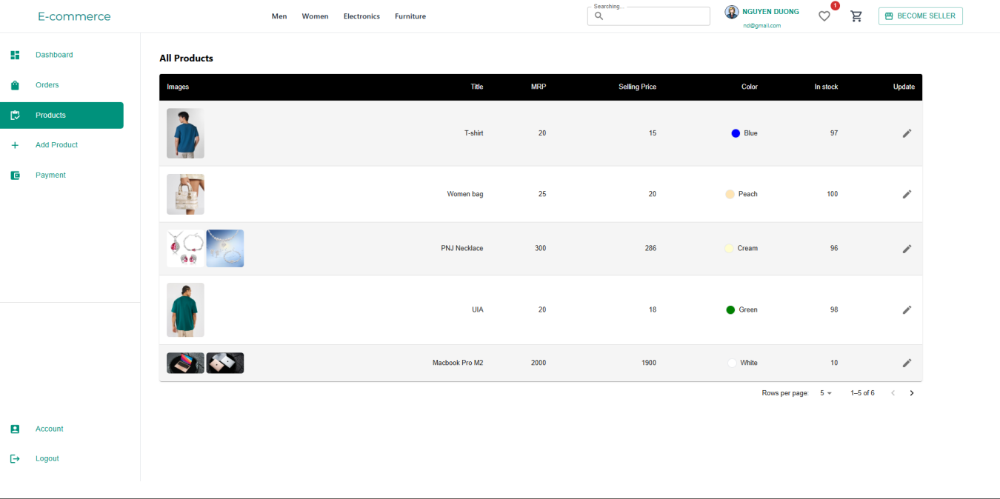 E-commerce
Men Women Electronics Furniture
Searching...
NGUYEN DUONG
nd@gmail.com
1
BECOME SELLER
Dashboard
Orders
Products
Add Product
Payment
Account
Logout
All Products
Images Title MRP Selling Price Color In stock Update
T-shirt 20 15 Blue 97
Women bag 25 20 Peach 100
PNJ Necklace 300 286 Cream 96
UIA 20 18 Green 98
Macbook Pro M2 2000 1900 White 10
Rows per page: 5 1–5 of 6